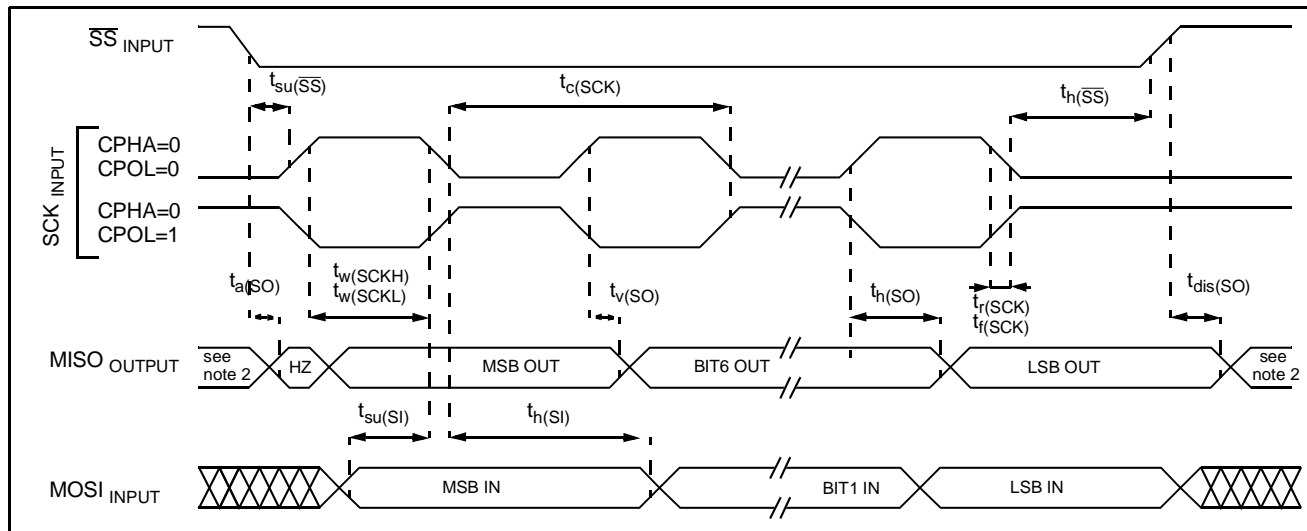 SS INPUT
tsu(SS)
tc(SCK)
th(SS)
SCK INPUT
CPHA=0
CPOL=0
CPHA=0
CPOL=1
ta(SO)
tw(SCKH)
tw(SCKL)
tv(SO)
th(SO)
tr(SCK)
tf(SCK)
tdis(SO)
MISO OUTPUT
see note 2
HZ
MSB OUT
BIT6 OUT
LSB OUT
see note 2
tsu(SI)
th(SI)
MOSI INPUT
MSB IN
BIT1 IN
LSB IN